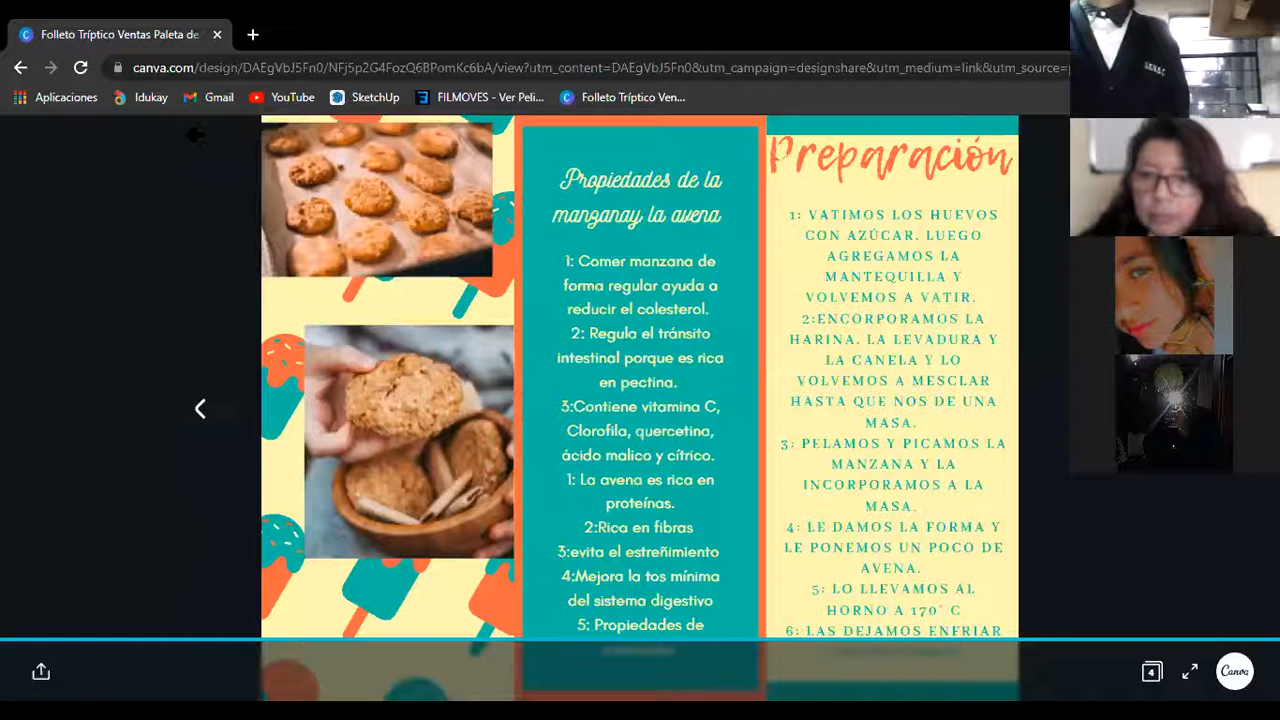 Folleto Tríptico Ventas Paleta de
canva.com/design/DAEgVbJ5Fn0/NFj5p2G4FozQ6BPomKc6bA/view?utm_content=DAEgVbJ5Fn0&utm_campaign=designshare&utm_medium=link&utm_source=
Aplicaciones
Idukay
Gmail
YouTube
SketchUp
FILMOVES - Ver Peli...
Folleto Tríptico Ven...
Propiedades de la
manzanay la avena
1: Comer manzana de
forma regular ayuda a
reducir el colesterol.
2: Regula el tránsito
intestinal porque es rica
en pectina.
3:Contiene vitamina C,
Clorofila, quercetina,
ácido malico y cítrico.
1: La avena es rica en
proteínas.
2:Rica en fibras
3:evita el estreñimiento
4:Mejora la tos mínima
del sistema digestivo
5: Propiedades de
Preparación
1: VATIMOS LOS HUEVOS
CON AZÚCAR. LUEGO
AGREGAMOS LA
MANTEQUILLA Y
VOLVEMOS A VATIR.
2:ENCORPORAMOS LA
HARINA. LA LEVADURA Y
LA CANELA Y LO
VOLVEMOS A MESCLAR
HASTA QUE NOS DE UNA
MASA.
3: PELAMOS Y PICAMOS LA
MANZANA Y LA
INCORPORAMOS A LA
MASA.
4: LE DAMOS LA FORMA Y
LE PONEMOS UN POCO DE
AVENA.
5: LO LLEVAMOS AL
HORNO A 170° C
6: LAS DEJAMOS ENFRIAR
4
Canva